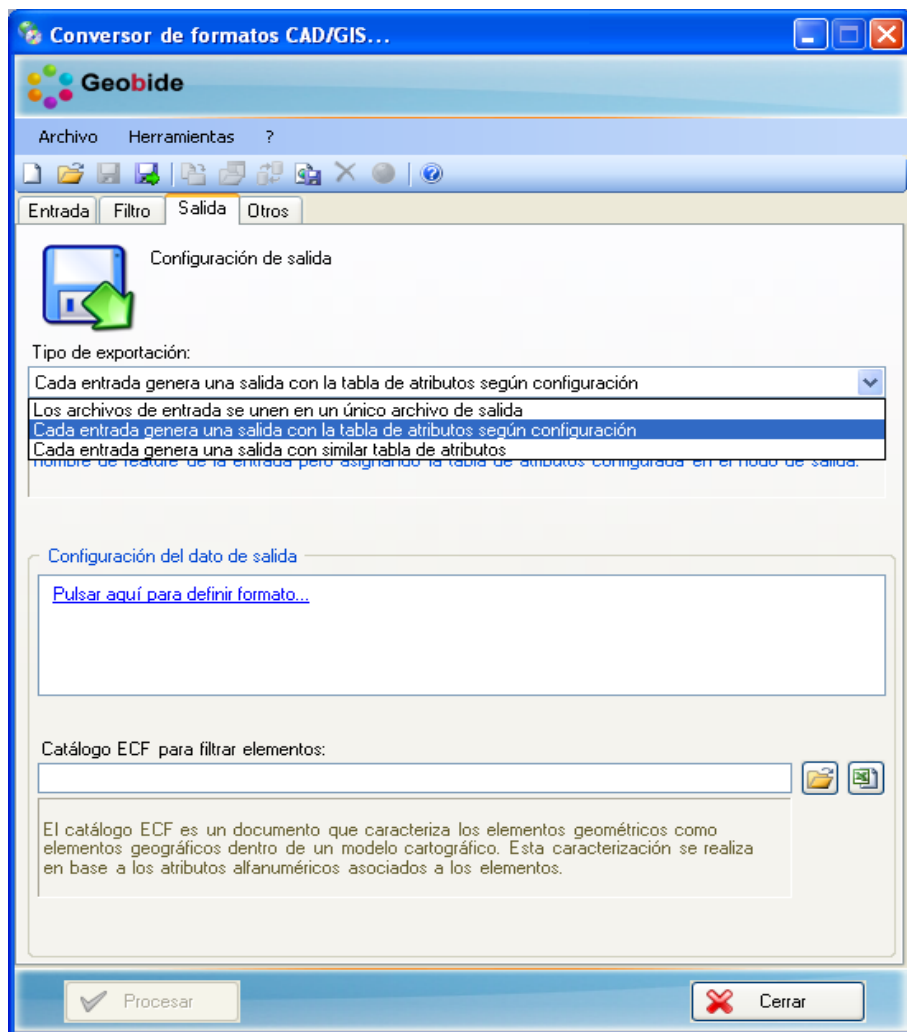 Conversor de formatos CAD/GIS...
Geobide
Archivo Herramientas ?
Entrada Filtro Salida Otros
Configuración de salida
Tipo de exportación:
Cada entrada genera una salida con la tabla de atributos según configuración
Los archivos de entrada se unen en un único archivo de salida
Cada entrada genera una salida con la tabla de atributos según configuración
Cada entrada genera una salida con similar tabla de atributos
nombre de feature de la entrada pero asignando la tabla de atributos configurada en el nodo de salida.
Configuración del dato de salida
Pulsar aquí para definir formato...
Catálogo ECF para filtrar elementos:
El catálogo ECF es un documento que caracteriza los elementos geométricos como
elementos geográficos dentro de un modelo cartográfico. Esta caracterización se realiza
en base a los atributos alfanuméricos asociados a los elementos.
Procesar Cerrar